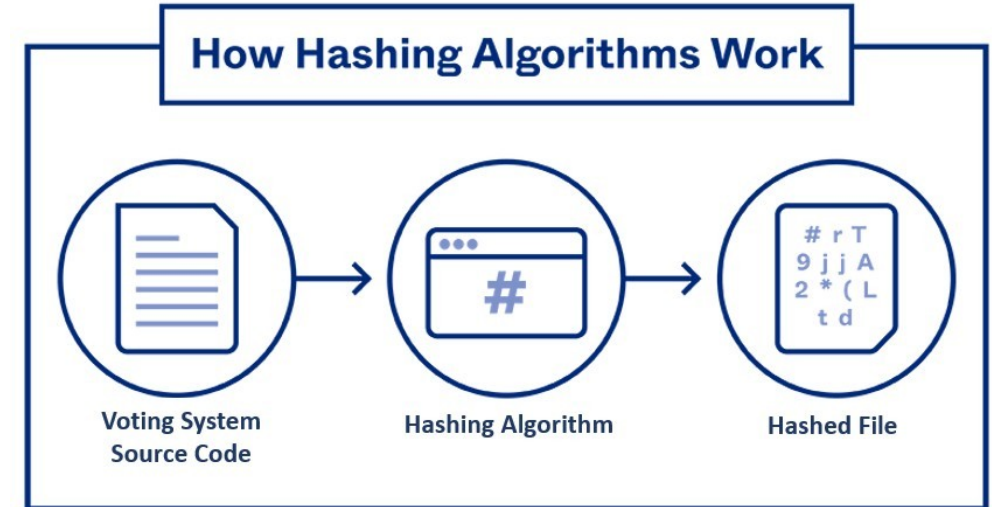 How Hashing Algorithms Work
#
# r T
9 j j A
2 * ( L
t d
Voting System
Source Code
Hashing Algorithm
Hashed File